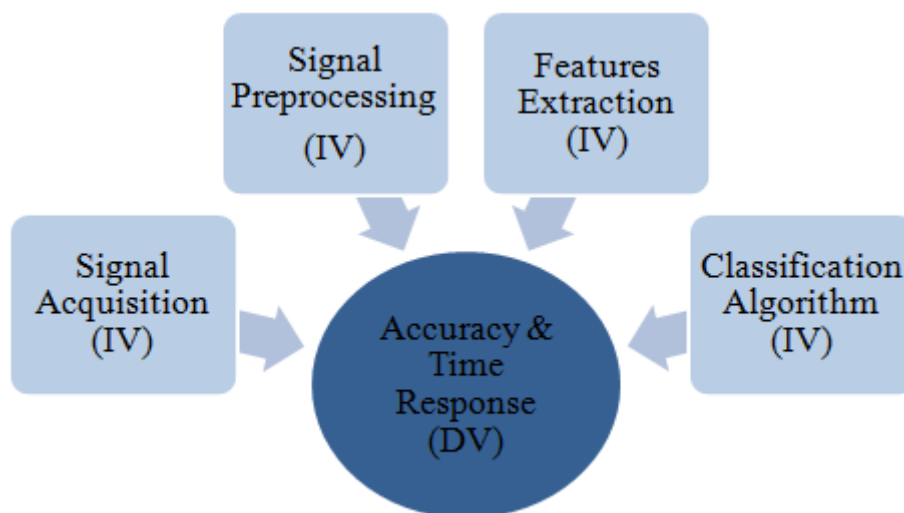 Signal
Preprocessing
(IV)
Features
Extraction
(IV)
Signal
Acquisition
(IV)
Classification
Algorithm
(IV)
Accuracy &
Time
Response
(DV)